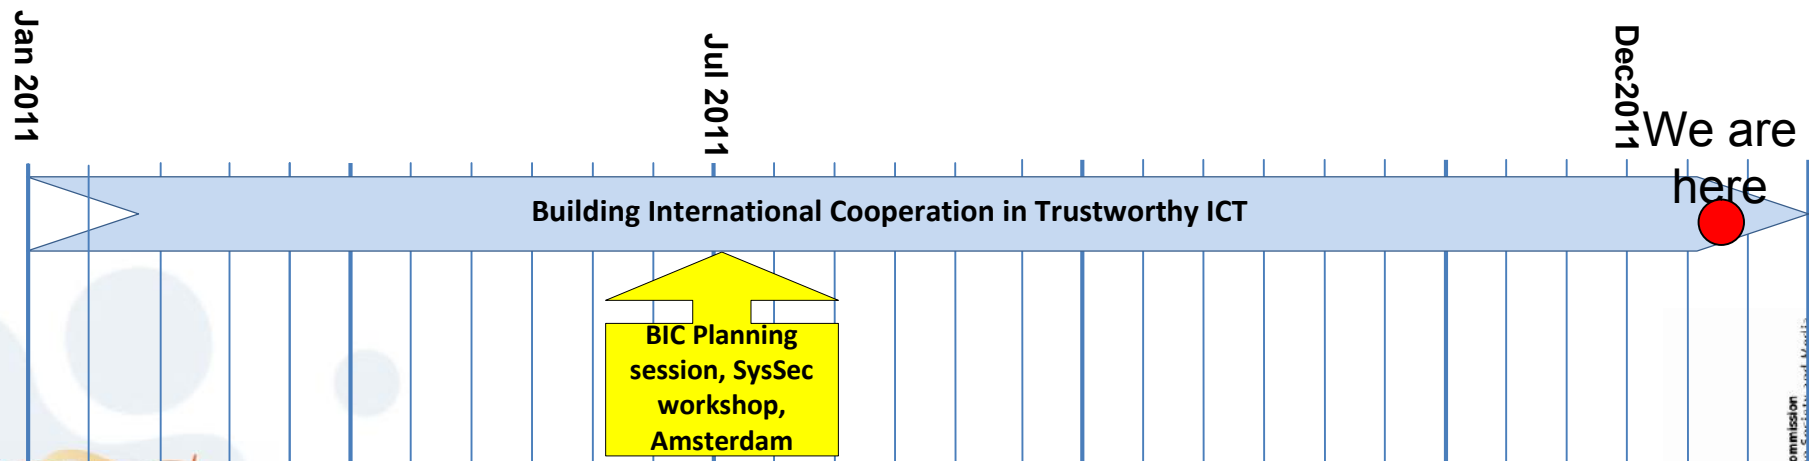 Jan 2011
Jul 2011
Dec2011
We are
here
Building International Cooperation in Trustworthy ICT
BIC Planning
session, SysSec
workshop,
Amsterdam